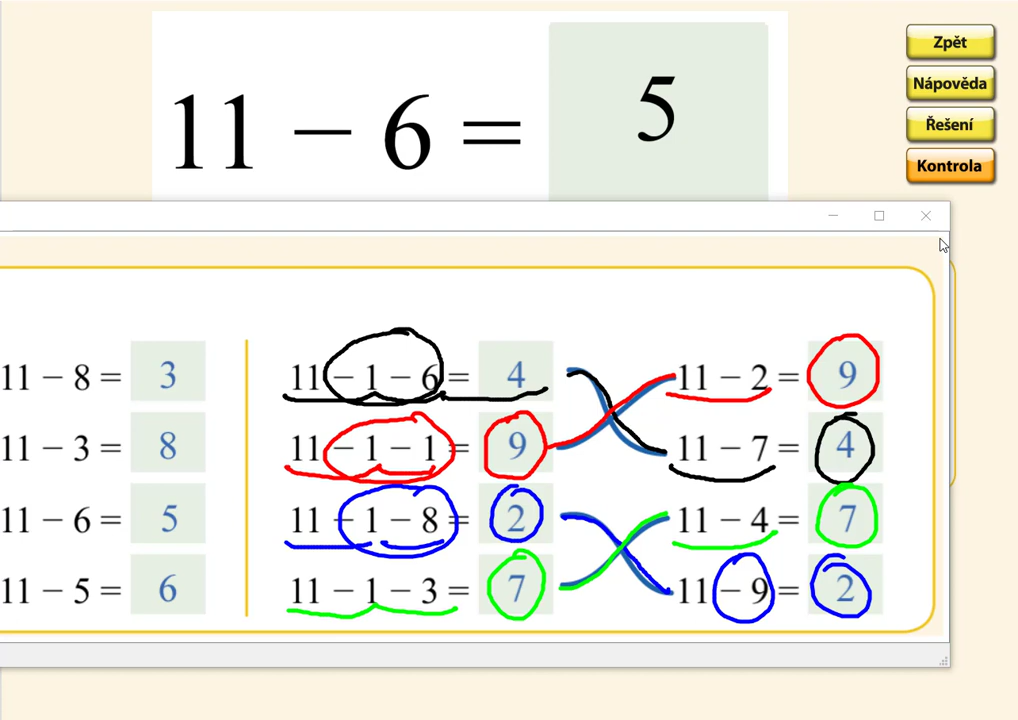 11 − 6 = 5
Zpět
Nápověda
Řešení
Kontrola
11 − 8 = 3
11 − 3 = 8
11 − 6 = 5
11 − 5 = 6
11 − 1 − 6 = 4
11 − 1 − 1 = 9
11 − 1 − 8 = 2
11 − 1 − 3 = 7
11 − 2 = 9
11 − 7 = 4
11 − 4 = 7
11 − 9 = 2